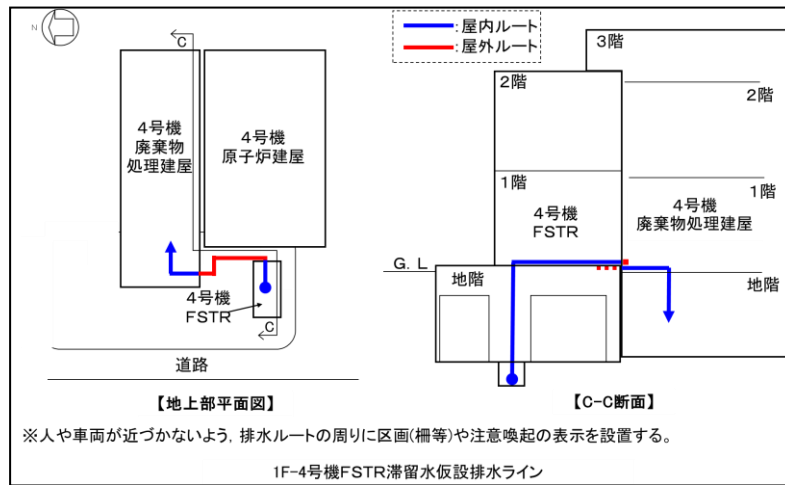 N
C
:屋内ルート
:屋外ルート
4号機
廃棄物
処理建屋
4号機
原子炉建屋
4号機
FSTR
C
道路
【地上部平面図】
3階
2階
2階
1階
1階
4号機
FSTR
4号機
廃棄物処理建屋
G.L
地階
地階
【C-C断面】
※人や車両が近づかないよう, 排水ルートの周りに区画(柵等)や注意喚起の表示を設置する。
1F-4号機FSTR滞留水仮設排水ライン